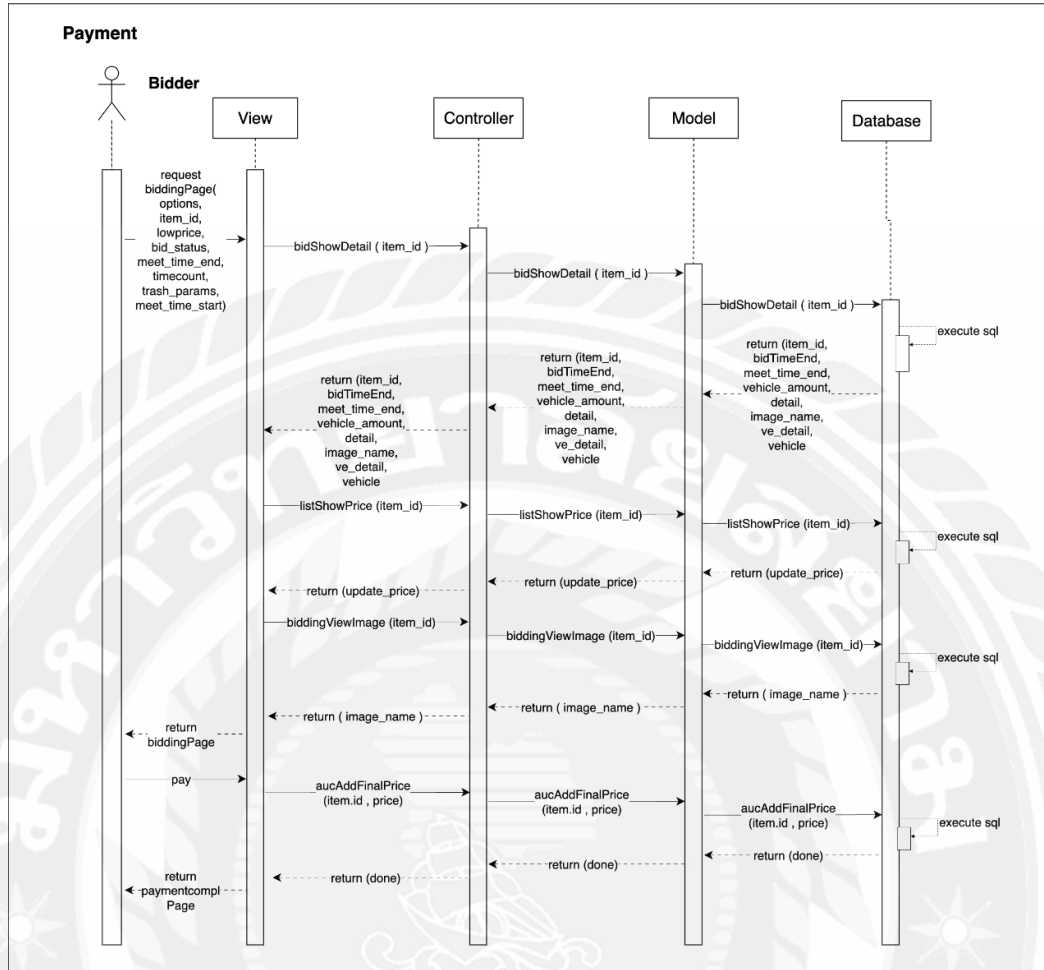 Payment
Bidder
View
Controller
Model
Database
request
biddingPage(
options,
item_id,
lowprice,
bid_status,
meet_time_end,
timecount,
trash_params,
meet_time_start)
bidShowDetail ( item_id )
bidShowDetail ( item_id )
bidShowDetail ( item_id )
execute sql
return (item_id,
bidTimeEnd,
meet_time_end,
vehicle_amount,
detail,
image_name,
ve_detail,
vehicle
return (item_id,
bidTimeEnd,
meet_time_end,
vehicle_amount,
detail,
image_name,
ve_detail,
vehicle
return (item_id,
bidTimeEnd,
meet_time_end,
vehicle_amount,
detail,
image_name,
ve_detail,
vehicle
listShowPrice (item_id)
listShowPrice (item_id)
listShowPrice (item_id)
execute sql
return (update_price)
return (update_price)
return (update_price)
biddingViewImage (item_id)
biddingViewImage (item_id)
biddingViewImage (item_id)
execute sql
return ( image_name )
return ( image_name )
return ( image_name )
return
biddingPage
pay
aucAddFinalPrice
(item.id , price)
aucAddFinalPrice
(item.id , price)
aucAddFinalPrice
(item.id , price)
execute sql
return (done)
return (done)
return (done)
return
paymentcompl
Page